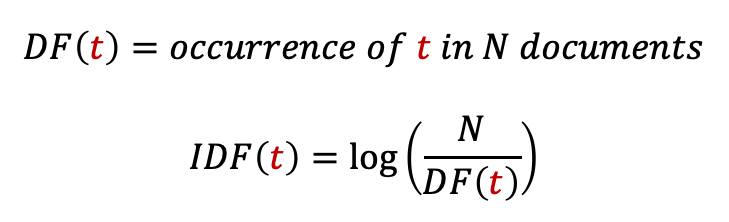 DF(t) = occurrence of t in N documents
IDF(t) = log(N/DF(t))